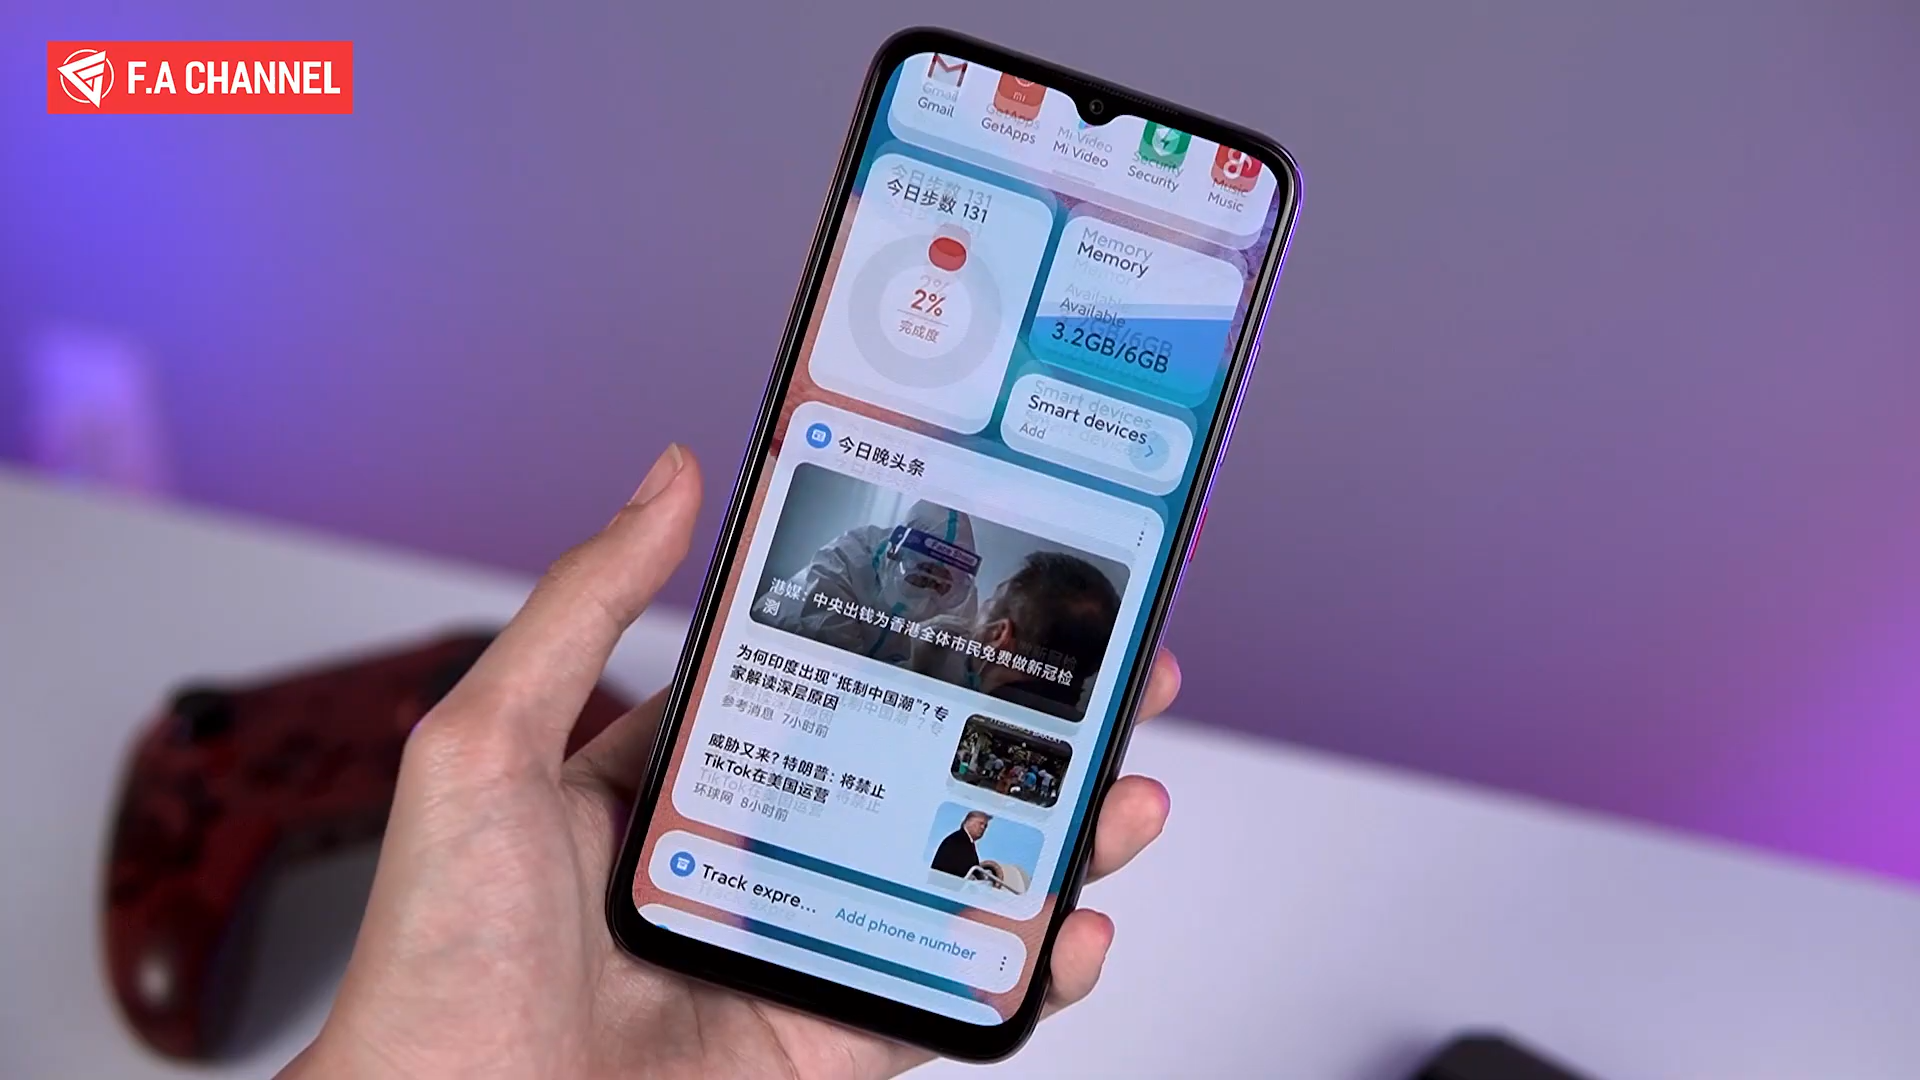 F.A CHANNEL
Gmail
GetApps
Mi Video
Security
Music
今日步数 131
2%
完成度
Memory
Available
3.2GB/6GB
Smart devices
Add
今日晚头条
Face Shield
港媒：中央出钱为香港全体市民免费做新冠检
测
为何印度出现“抵制中国潮”？专
家解读深层原因
参考消息 7小时前
威胁又来？特朗普：将禁止
TikTok在美国运营
环球网 8小时前
Track expre...
Add phone number